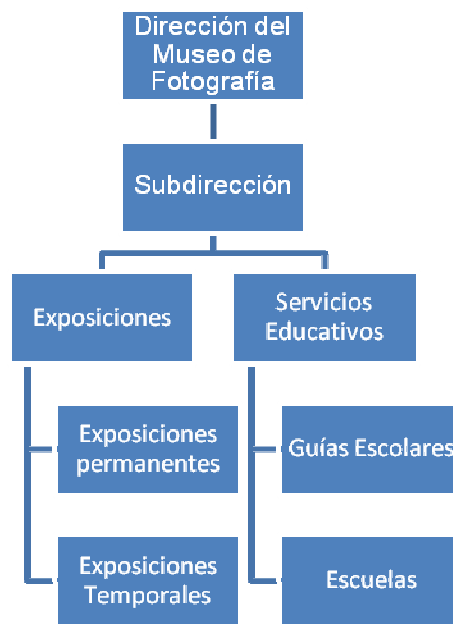 Dirección del
Museo de
Fotografía
Subdirección
Exposiciones
Servicios
Educativos
Exposiciones
permanentes
Guías Escolares
Exposiciones
Temporales
Escuelas